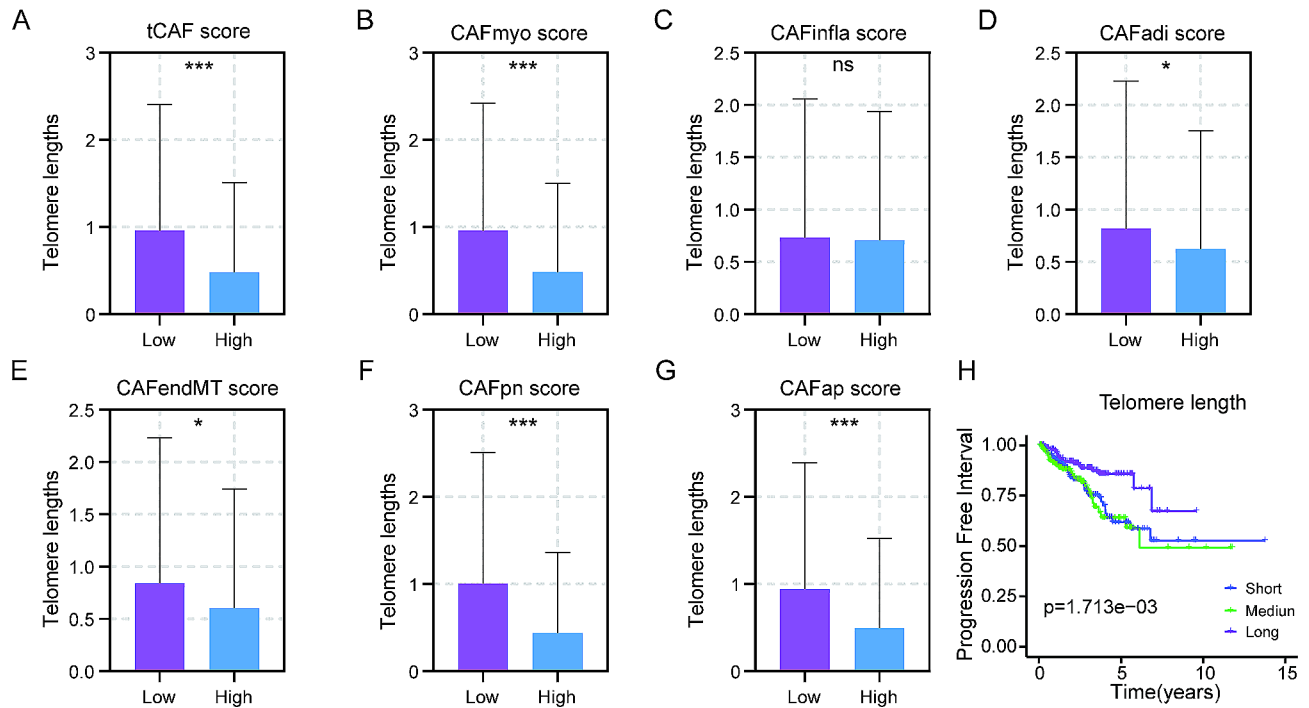 A
tCAF score
***
Telomere lengths
3
2
1
0
Low High
B
CAFmyo score
***
Telomere lengths
3
2
1
0
Low High
C
CAFinfla score
ns
Telomere lengths
2.5
2.0
1.5
1.0
0.5
0.0
Low High
D
CAFadi score
*
Telomere lengths
2.5
2.0
1.5
1.0
0.5
0.0
Low High
E
CAFendMT score
*
Telomere lengths
2.5
2.0
1.5
1.0
0.5
0.0
Low High
F
CAFpn score
***
Telomere lengths
3
2
1
0
Low High
G
CAFap score
***
Telomere lengths
3
2
1
0
Low High
H
Telomere length
Progression Free Interval
1.00
0.75
0.50
0.25
0.00
Short
Mediun
Long
p=1.713e−03
0 5 10 15
Time(years)